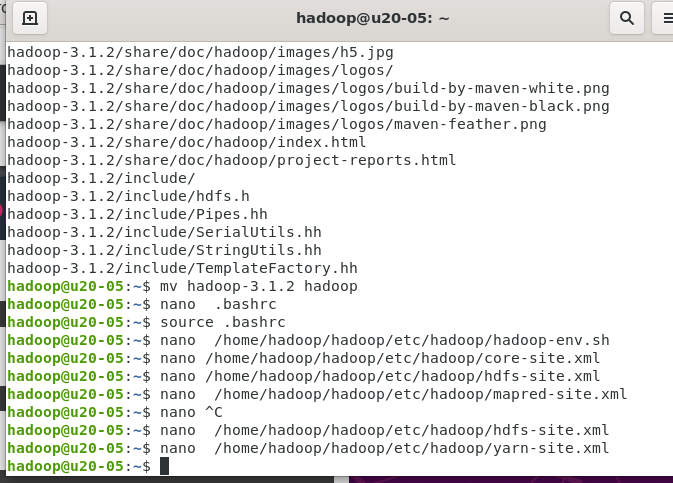 hadoop@u20-05: ~
hadoop-3.1.2/share/doc/hadoop/images/h5.jpg
hadoop-3.1.2/share/doc/hadoop/images/logos/
hadoop-3.1.2/share/doc/hadoop/images/logos/build-by-maven-white.png
hadoop-3.1.2/share/doc/hadoop/images/logos/build-by-maven-black.png
hadoop-3.1.2/share/doc/hadoop/images/logos/maven-feather.png
hadoop-3.1.2/share/doc/hadoop/index.html
hadoop-3.1.2/share/doc/hadoop/project-reports.html
hadoop-3.1.2/include/
hadoop-3.1.2/include/hdfs.h
hadoop-3.1.2/include/Pipes.hh
hadoop-3.1.2/include/SerialUtils.hh
hadoop-3.1.2/include/StringUtils.hh
hadoop-3.1.2/include/TemplateFactory.hh
hadoop@u20-05:~$ mv hadoop-3.1.2 hadoop
hadoop@u20-05:~$ nano  .bashrc
hadoop@u20-05:~$ source .bashrc
hadoop@u20-05:~$ nano  /home/hadoop/hadoop/etc/hadoop/hadoop-env.sh
hadoop@u20-05:~$ nano /home/hadoop/hadoop/etc/hadoop/core-site.xml
hadoop@u20-05:~$ nano /home/hadoop/hadoop/etc/hadoop/hdfs-site.xml
hadoop@u20-05:~$ nano  /home/hadoop/hadoop/etc/hadoop/mapred-site.xml
hadoop@u20-05:~$ nano ^C
hadoop@u20-05:~$ nano  /home/hadoop/hadoop/etc/hadoop/hdfs-site.xml
hadoop@u20-05:~$ nano  /home/hadoop/hadoop/etc/hadoop/yarn-site.xml
hadoop@u20-05:~$